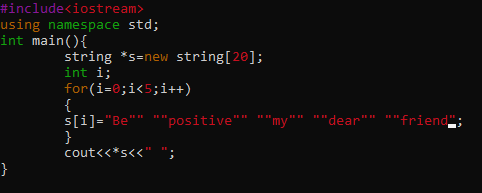 #include<iostream>
using namespace std;
int main(){
        string *s=new string[20];
        int i;
        for(i=0;i<5;i++)
        {
        s[i]="Be"" ""positive"" ""my"" ""dear"" ""friend";
        }
        cout<<*s<<" ";
}